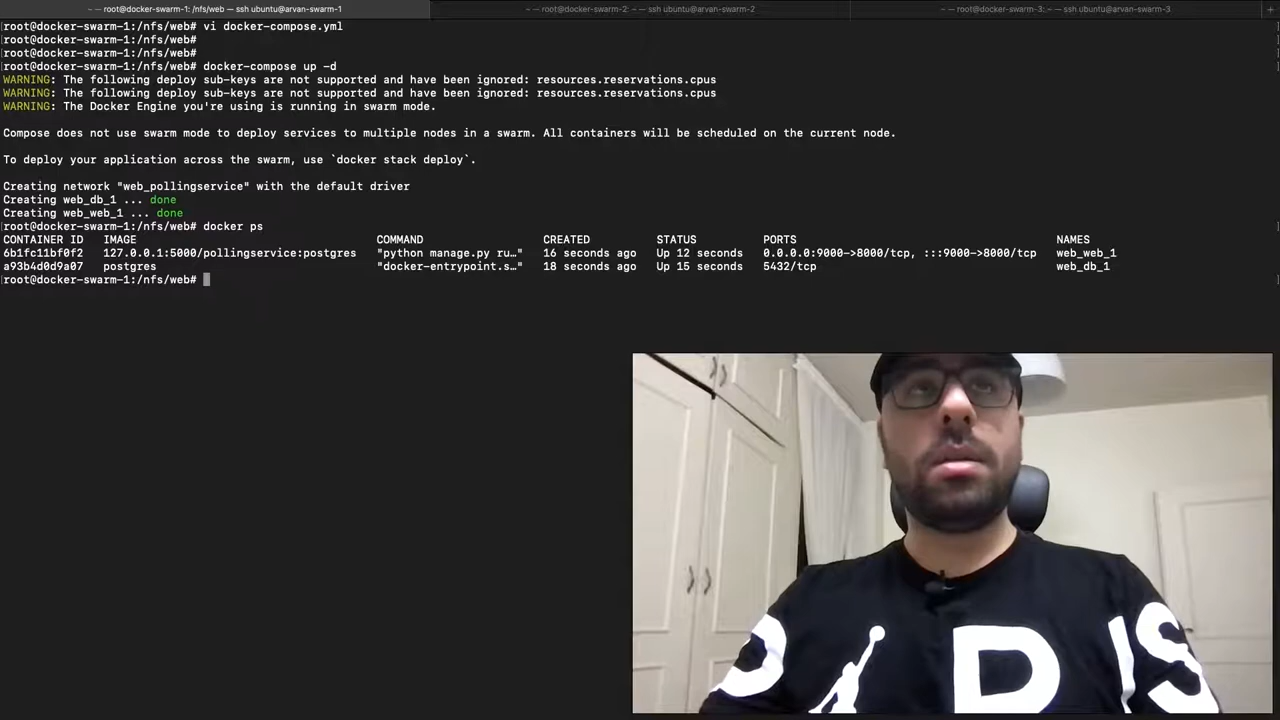 ~ — root@docker-swarm-1: /nfs/web — ssh ubuntu@arvan-swarm-1
~ — root@docker-swarm-2: ~ — ssh ubuntu@arvan-swarm-2
~ — root@docker-swarm-3: ~ — ssh ubuntu@arvan-swarm-3
[root@docker-swarm-1:/nfs/web# vi docker-compose.yml
[root@docker-swarm-1:/nfs/web#
[root@docker-swarm-1:/nfs/web#
[root@docker-swarm-1:/nfs/web# docker-compose up -d
WARNING: The following deploy sub-keys are not supported and have been ignored: resources.reservations.cpus
WARNING: The following deploy sub-keys are not supported and have been ignored: resources.reservations.cpus
WARNING: The Docker Engine you're using is running in swarm mode.
Compose does not use swarm mode to deploy services to multiple nodes in a swarm. All containers will be scheduled on the current node.
To deploy your application across the swarm, use `docker stack deploy`.
Creating network "web_pollingservice" with the default driver
Creating web_db_1 ... done
Creating web_web_1 ... done
[root@docker-swarm-1:/nfs/web# docker ps
CONTAINER ID IMAGE COMMAND CREATED STATUS PORTS NAMES
6b1fc11bf0f2 127.0.0.1:5000/pollingservice:postgres "python manage.py ru…" 16 seconds ago Up 12 seconds 0.0.0.0:9000->8000/tcp, :::9000->8000/tcp web_web_1
a93b4d0d9a07 postgres "docker-entrypoint.s…" 18 seconds ago Up 15 seconds 5432/tcp web_db_1
[root@docker-swarm-1:/nfs/web#
P R IS